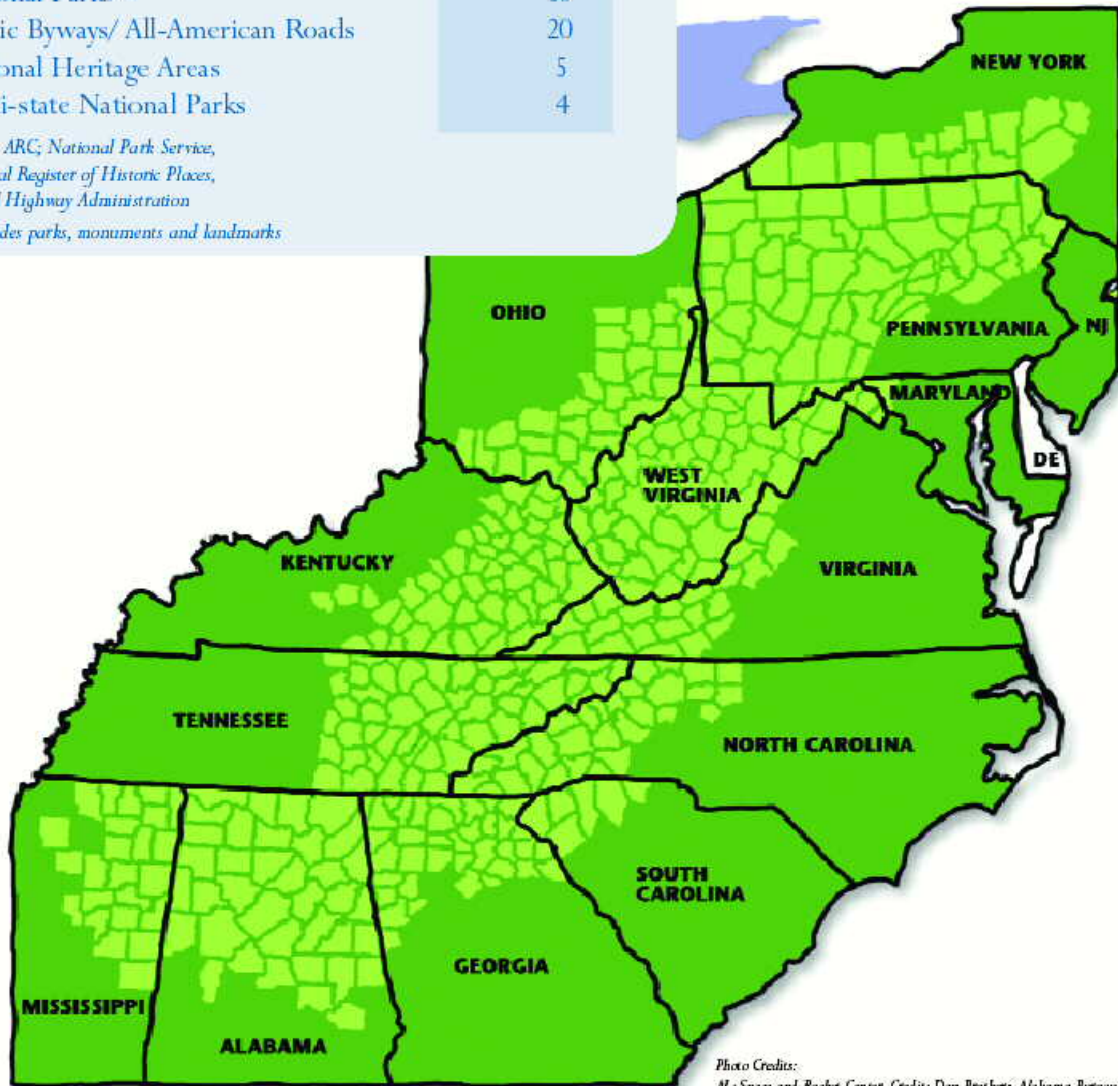 ic Byways/ All-American Roads 20
onal Heritage Areas 5
i-state National Parks 4
ARC; National Park Service,
al Register of Historic Places,
Highway Administration
des parks, monuments and landmarks
NEW YORK
OHIO
PENNSYLVANIA
NJ
MARYLAND
DE
WEST
VIRGINIA
KENTUCKY
VIRGINIA
TENNESSEE
NORTH CAROLINA
SOUTH
CAROLINA
GEORGIA
MISSISSIPPI
ALABAMA
Photo Credits: